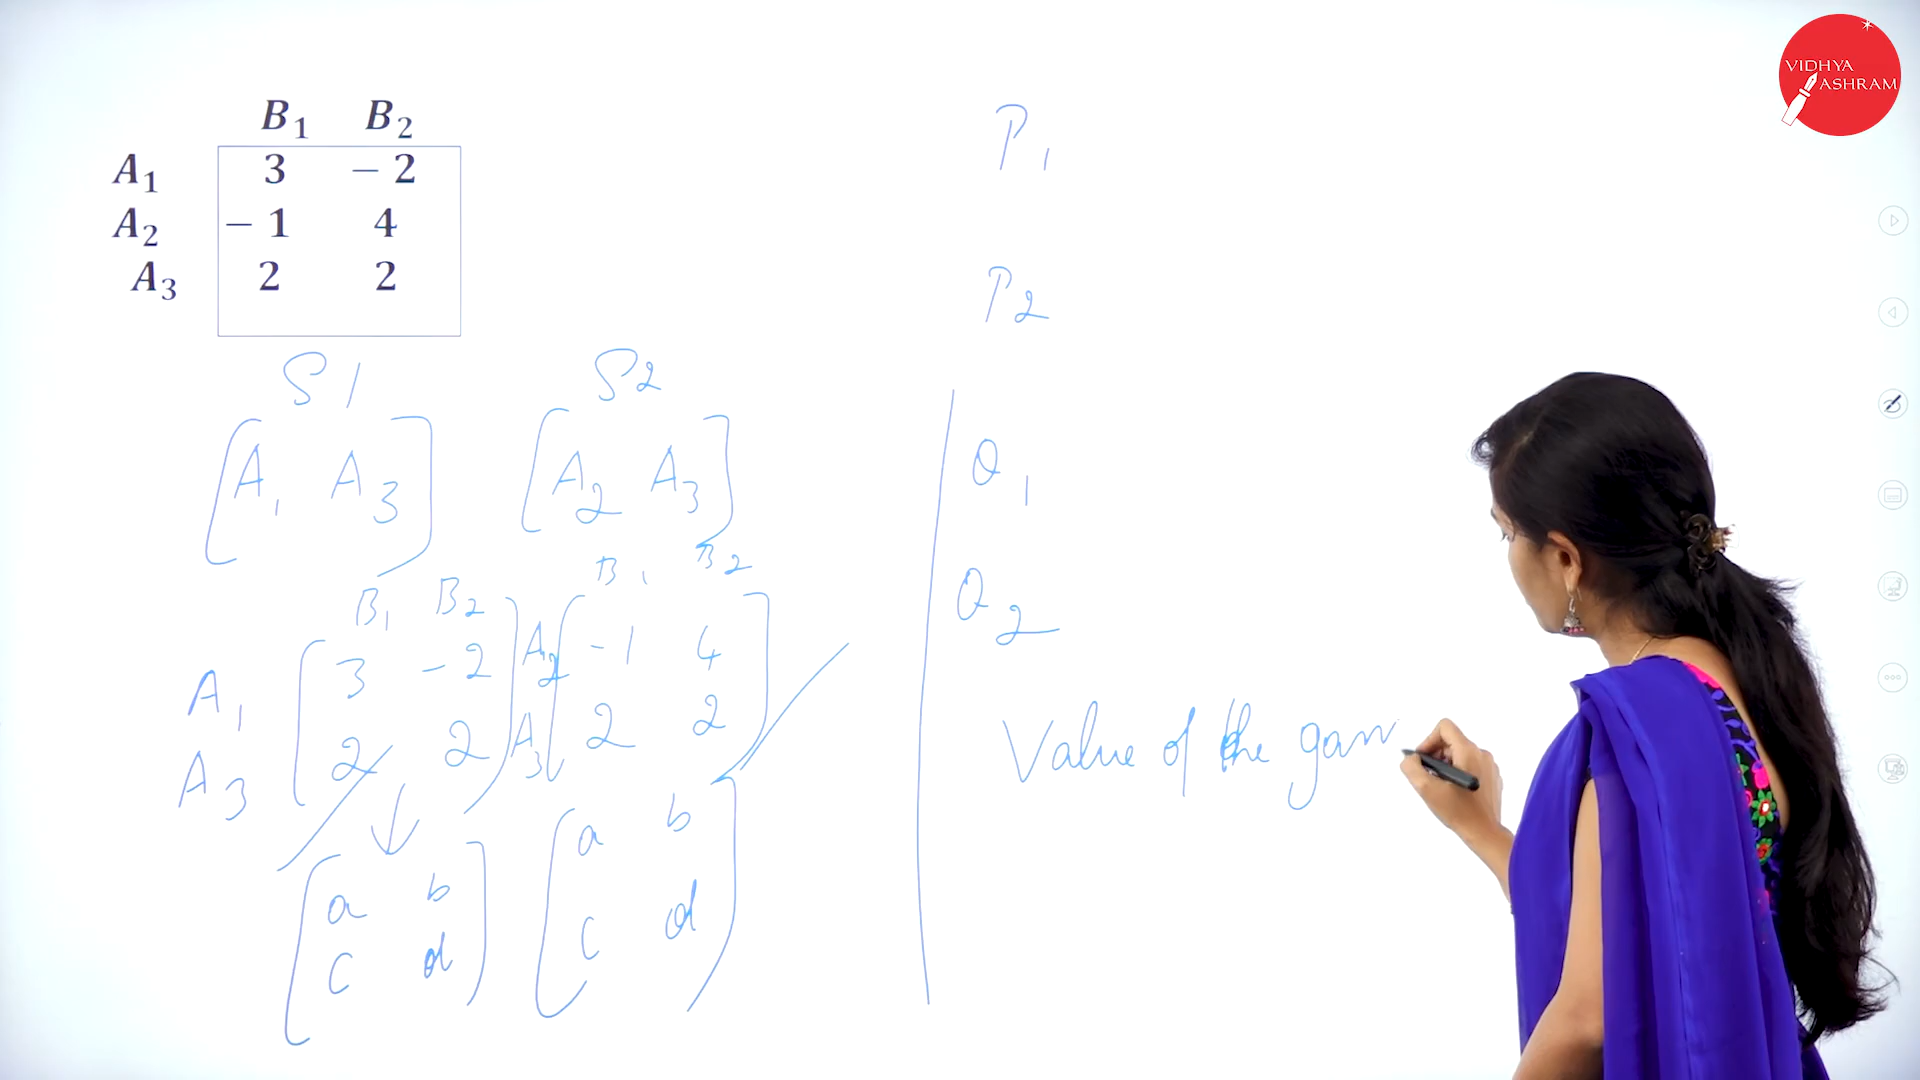 VIDHYA
ASHRAM
B1 B2
A1 3 -2
A2 -1 4
A3 2 2
P1
P2
S1 S2
[A1 A3] [A2 A3]
B1 B2
A1 3 -2
A3 2 2
B1 B2
A2 -1 4
A3 2 2
a b
c d
a b
c d
Q1
Q2
Value of the gam